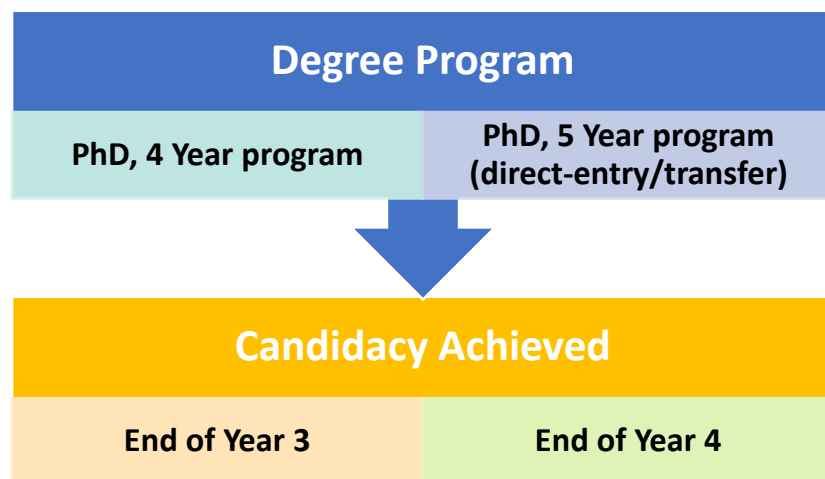 Degree Program
PhD, 4 Year program
PhD, 5 Year program
(direct-entry/transfer)
Candidacy Achieved
End of Year 3
End of Year 4